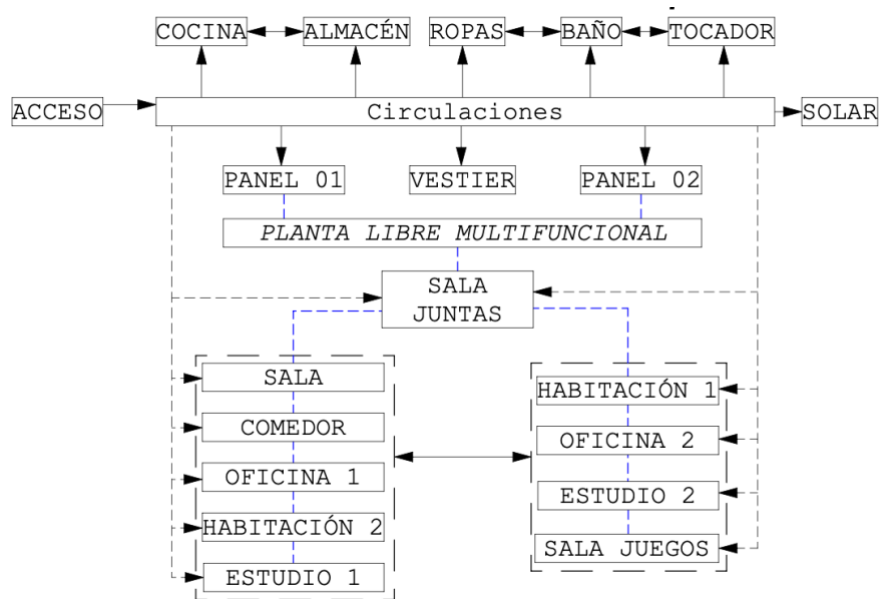 COCINA
ALMACÉN
ROPAS
BAÑO
TOCADOR
ACCESO
Circulaciones
SOLAR
PANEL 01
VESTIER
PANEL 02
PLANTA LIBRE MULTIFUNCIONAL
SALA
JUNTAS
SALA
COMEDOR
OFICINA 1
HABITACIÓN 2
ESTUDIO 1
HABITACIÓN 1
OFICINA 2
ESTUDIO 2
SALA JUEGOS